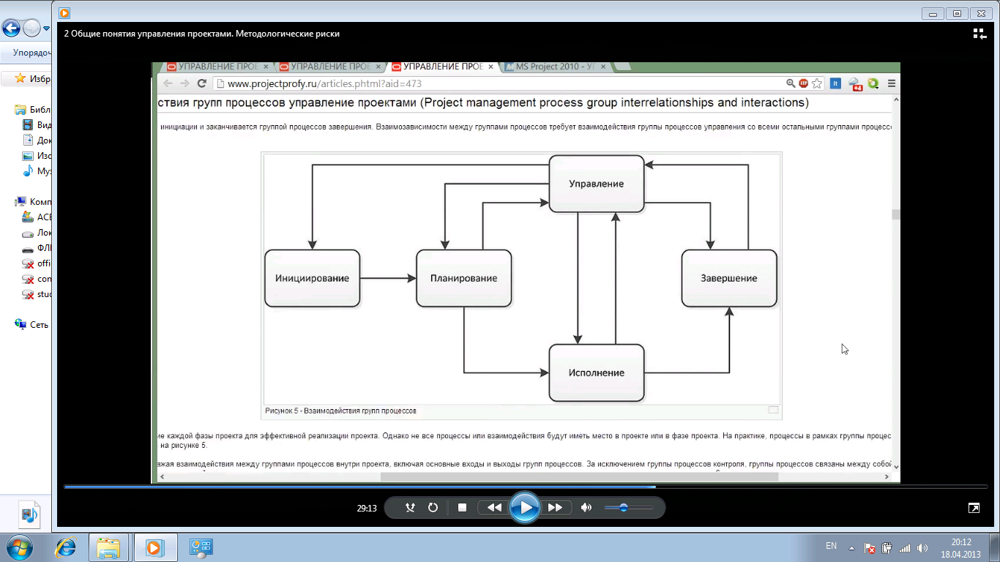 2 Общие понятия управления проектами. Методологические риски
Упорядоч
Избр
Библ
Вид
Док
Изо
Муз
Комп
ACE
Лок
ФЛ
offi
con
stud
Сеть
УПРАВЛЕНИЕ ПРОЕ
УПРАВЛЕНИЕ ПРОЕ
УПРАВЛЕНИЕ ПРОЕ
MS Project 2010 - УП
www.projectprofy.ru/articles.phtml?aid=473
ствия групп процессов управление проектами (Project management process group interrelationships and interactions)
инициации и заканчивается группой процессов завершения. Взаимозависимости между группами процессов требует взаимодействия группы процессов управления со всеми остальными группами процессо
Управление
Инициирование
Планирование
Завершение
Исполнение
Рисунок 5 - Взаимодействия групп процессов
ие каждой фазы проекта для эффективной реализации проекта. Однако не все процессы или взаимодействия будут иметь место в проекте или в фазе проекта. На практике, процессы в рамках группы процес
на рисунке 5.
ажая взаимодействия между группами процессов внутри проекта, включая основные входы и выходы групп процессов. За исключением группы процессов контроля, группы процессов связаны между собой
29:13
EN
20:12
18.04.2013